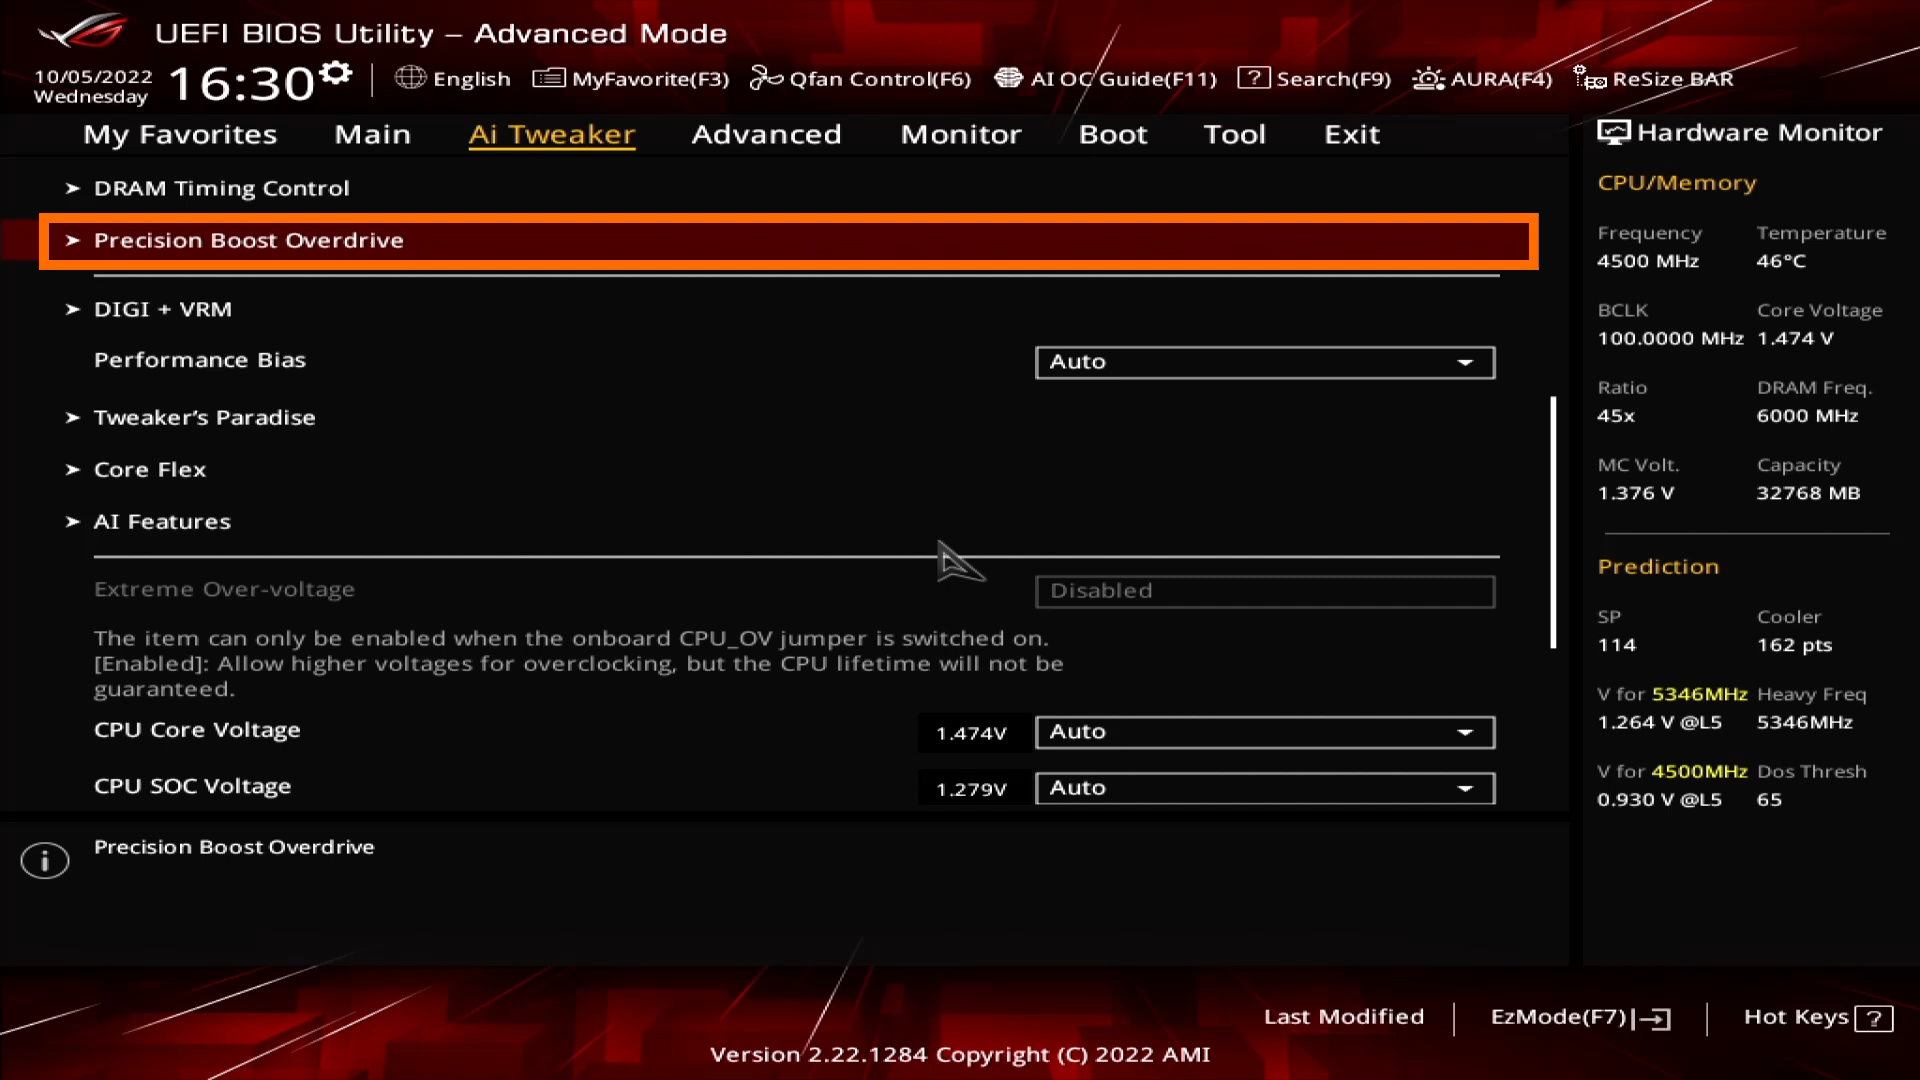 UEFI BIOS Utility – Advanced Mode
10/05/2022
Wednesday
16:30
English
MyFavorite(F3)
Qfan Control(F6)
AI OC Guide(F11)
Search(F9)
AURA(F4)
ReSize BAR
My Favorites
Main
Ai Tweaker
Advanced
Monitor
Boot
Tool
Exit
DRAM Timing Control
Precision Boost Overdrive
DIGI + VRM
Performance Bias
Auto
Tweaker's Paradise
Core Flex
AI Features
Extreme Over-voltage
Disabled
The item can only be enabled when the onboard CPU_OV jumper is switched on.
[Enabled]: Allow higher voltages for overclocking, but the CPU lifetime will not be
guaranteed.
CPU Core Voltage
1.474V
Auto
CPU SOC Voltage
1.279V
Auto
Precision Boost Overdrive
Hardware Monitor
CPU/Memory
Frequency Temperature
4500 MHz 46°C
BCLK Core Voltage
100.0000 MHz 1.474 V
Ratio DRAM Freq.
45x 6000 MHz
MC Volt. Capacity
1.376 V 32768 MB
Prediction
SP Cooler
114 162 pts
V for 5346MHz Heavy Freq
1.264 V @L5 5346MHz
V for 4500MHz Dos Thresh
0.930 V @L5 65
Last Modified
EzMode(F7)
Hot Keys ?
Version 2.22.1284 Copyright (C) 2022 AMI